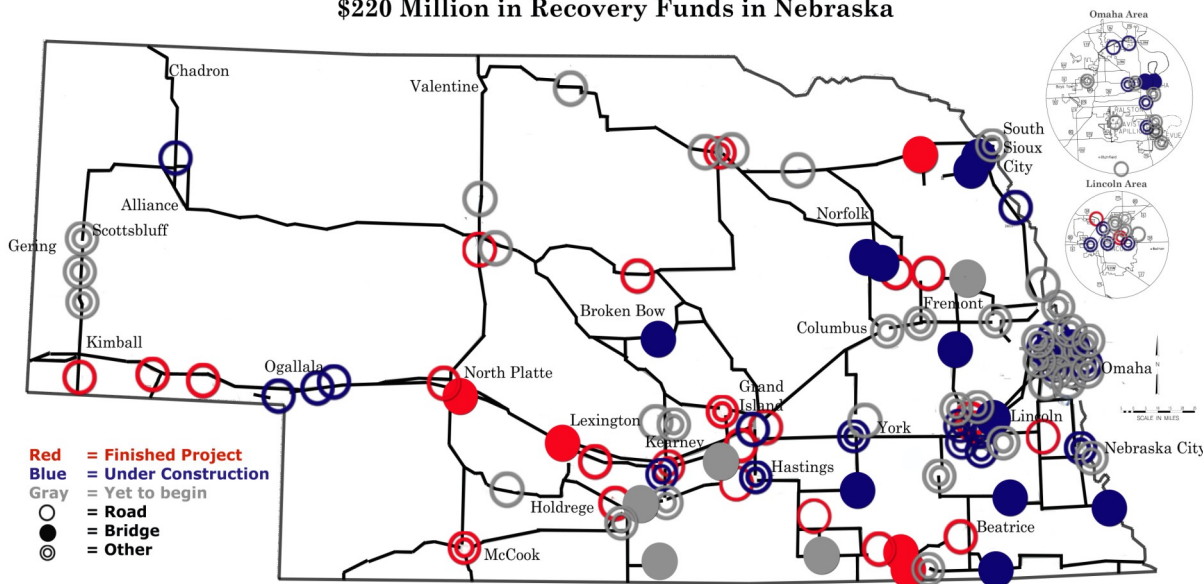 $220 Million in Recovery Funds in Nebraska
Omaha Area
Chadron
Valentine
South
Sioux
City
Lincoln Area
Alliance
Norfolk
Gering
Scottsbluff
Broken Bow
Fremont
Columbus
Kimball
Ogallala
North Platte
Omaha
Grand
Island
Lexington
Lincoln
SCALE IN MILES
York
Kearney
Nebraska City
Hastings
Red = Finished Project
Blue = Under Construction
Gray = Yet to begin
= Road
= Bridge
= Other
Holdrege
Beatrice
McCook